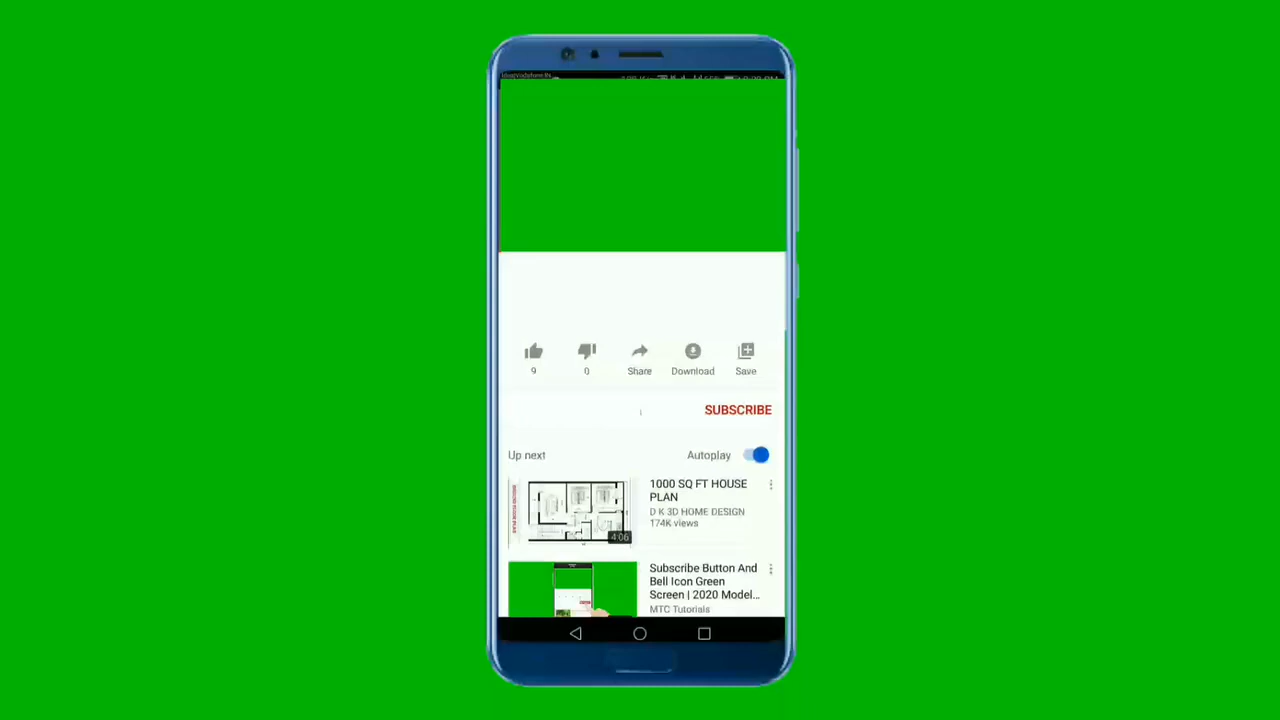 9
0
Share
Download
Save
SUBSCRIBE
Up next
Autoplay
1000 SQ FT HOUSE
PLAN
D K 3D HOME DESIGN
174K views
4:06
Subscribe Button And
Bell Icon Green
Screen | 2020 Model...
MTC Tutorials